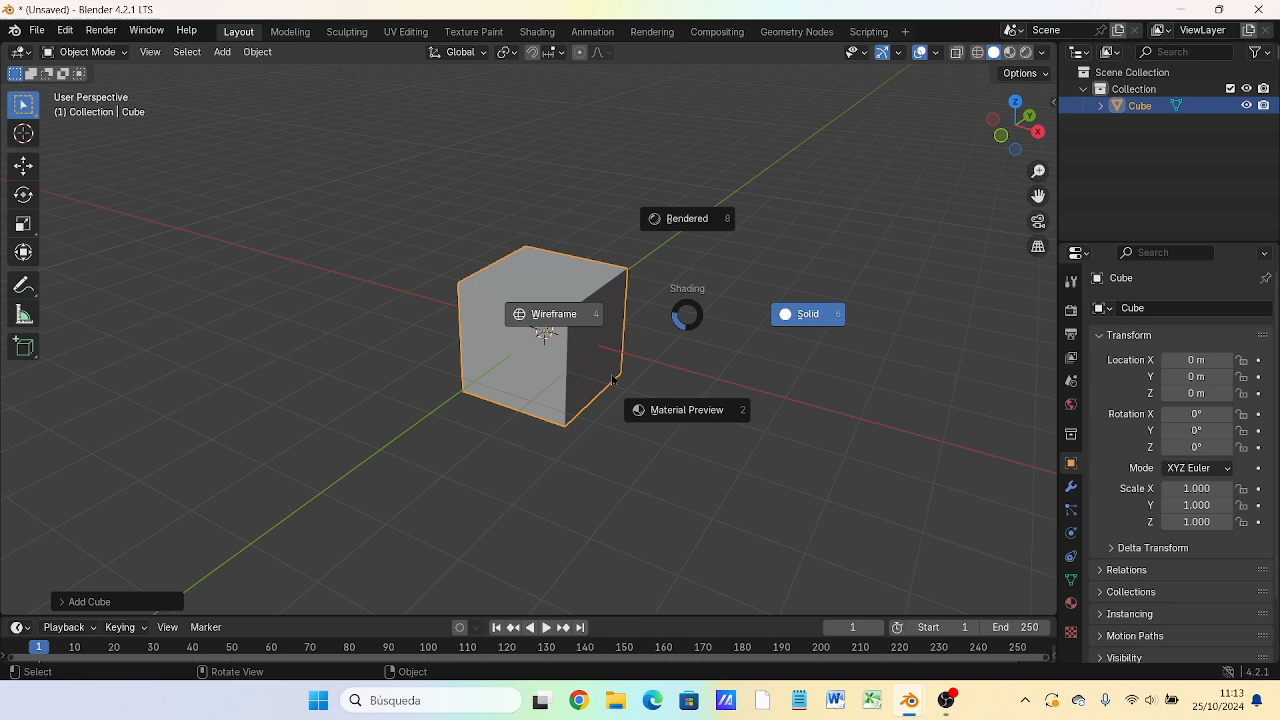 * (Unsaved) - Blender 4.2.1 LTS
File Edit Render Window Help
Layout Modeling Sculpting UV Editing Texture Paint Shading Animation Rendering Compositing Geometry Nodes Scripting +
Scene
ViewLayer
Object Mode View Select Add Object
Global
Search
Options
User Perspective
(1) Collection | Cube
Z
Y
X
Scene Collection
Collection
Cube
Rendered 8
Shading
Wireframe 4
Solid 6
Material Preview 2
Search
Cube
Cube
Transform
Location X 0 m
Y 0 m
Z 0 m
Rotation X 0°
Y 0°
Z 0°
Mode XYZ Euler
Scale X 1.000
Y 1.000
Z 1.000
Delta Transform
Relations
Collections
Instancing
Motion Paths
Visibility
Add Cube
Playback Keying View Marker
1 Start 1 End 250
1 10 20 30 40 50 60 70 80 90 100 110 120 130 140 150 160 170 180 190 200 210 220 230 240 250
Select Rotate View Object 4.2.1
Búsqueda
11:13
25/10/2024